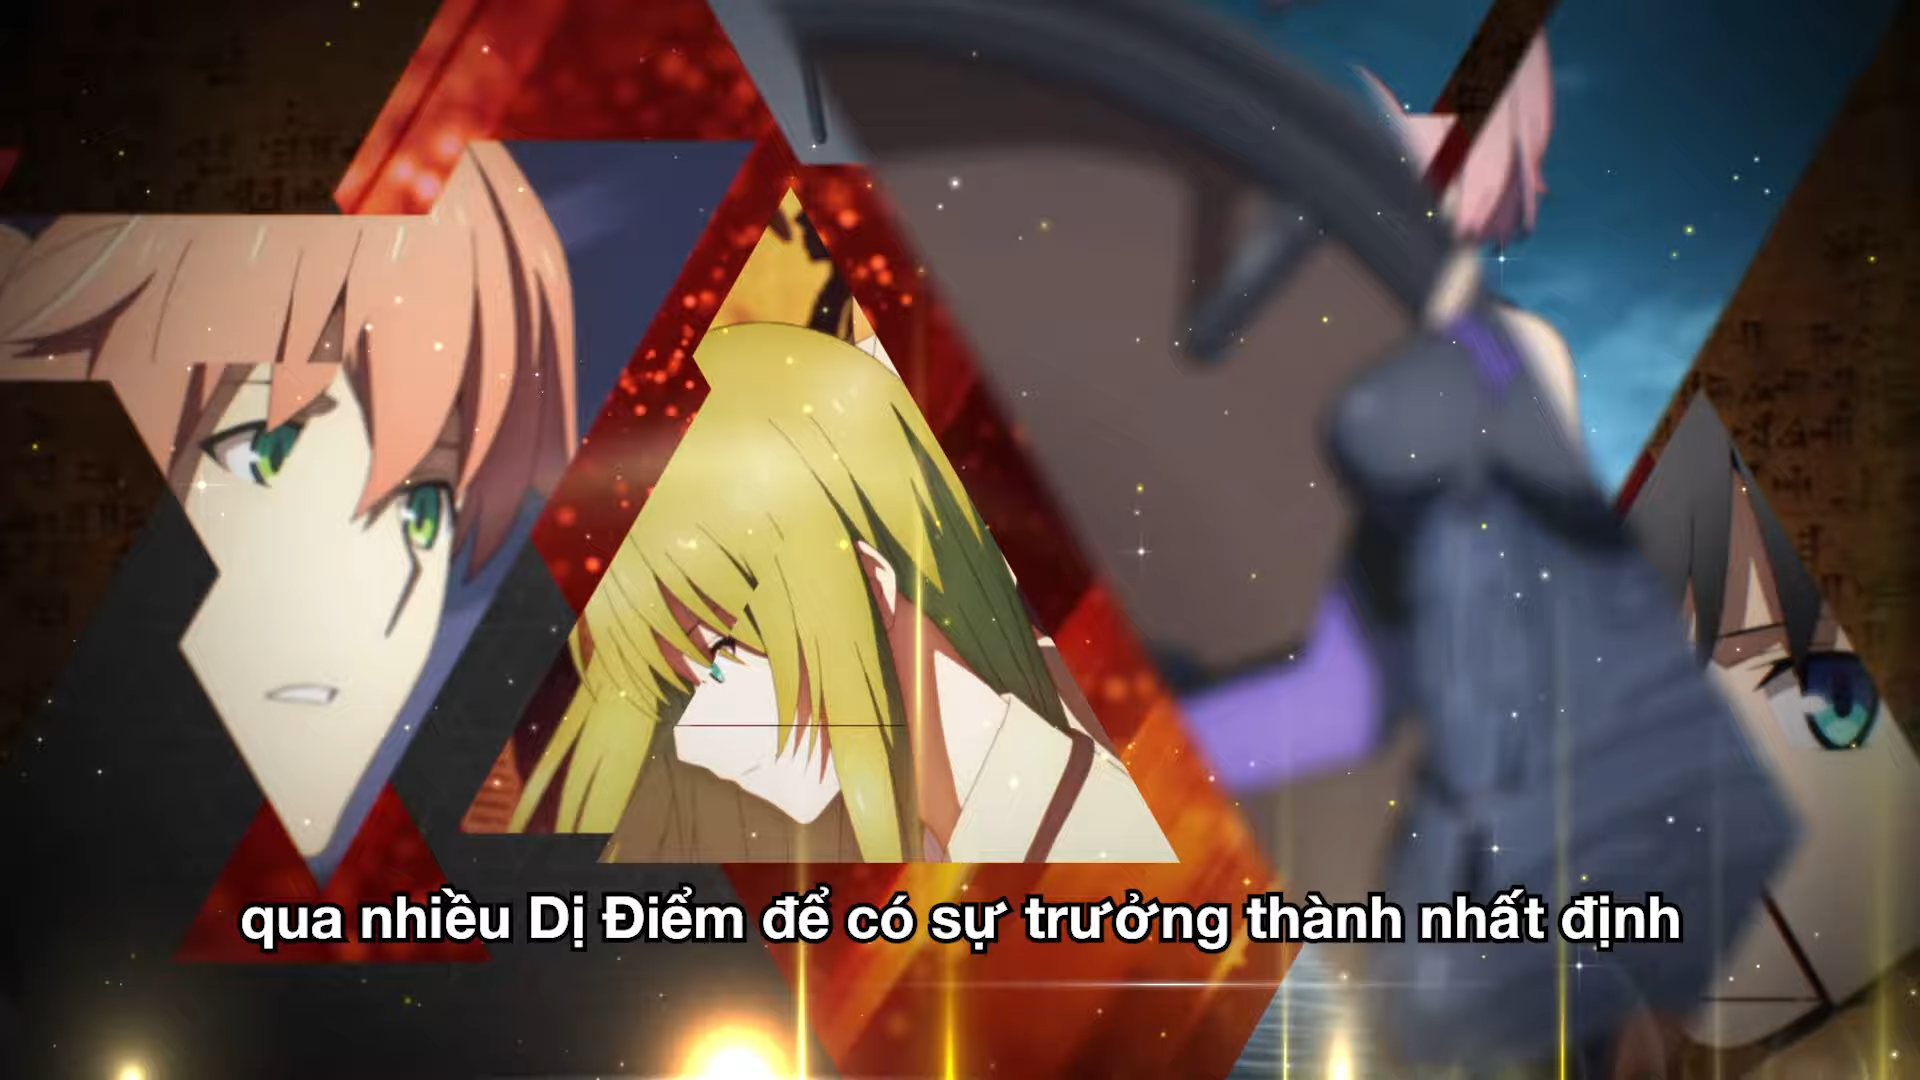 qua nhiều Dị Điểm để có sự trưởng thành nhất định